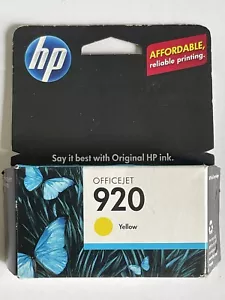 hp
AFFORDABLE,
reliable printing.
Say it best with Original HP ink.
OFFICEJET
920
Yellow